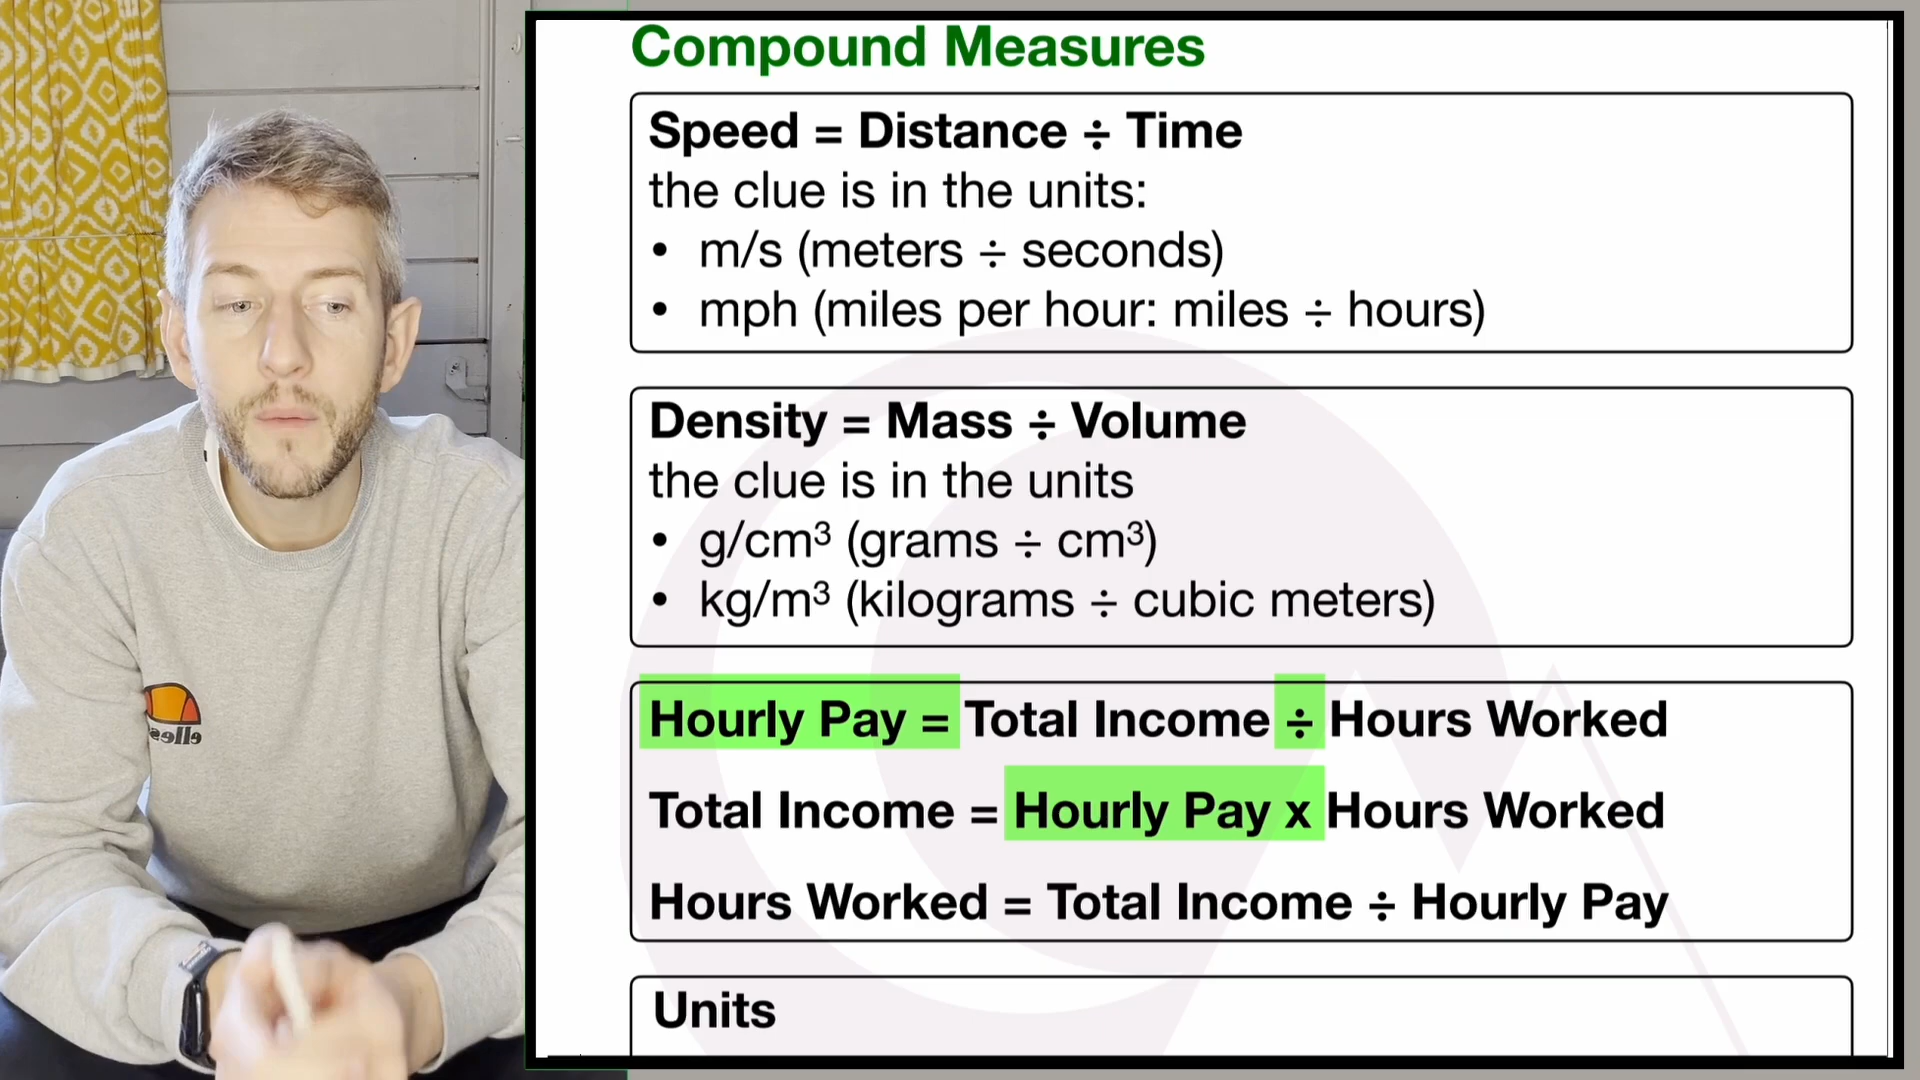 Compound Measures
Speed = Distance ÷ Time
the clue is in the units:
• m/s (meters ÷ seconds)
• mph (miles per hour: miles ÷ hours)
Density = Mass ÷ Volume
the clue is in the units
• g/cm³ (grams ÷ cm³)
• kg/m³ (kilograms ÷ cubic meters)
Hourly Pay = Total Income ÷ Hours Worked
Total Income = Hourly Pay x Hours Worked
Hours Worked = Total Income ÷ Hourly Pay
Units
ellesse